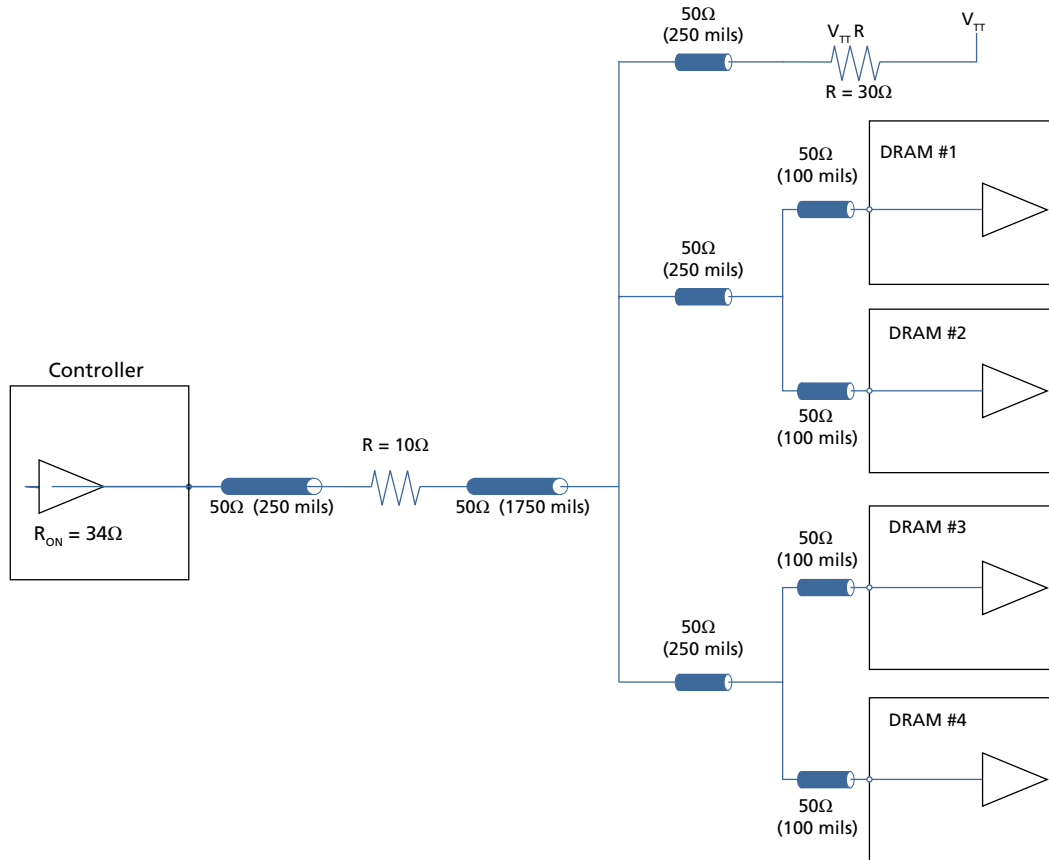 50Ω
(250 mils)
V_TT R
R = 30Ω
V_TT
50Ω
(100 mils)
DRAM #1
50Ω
(250 mils)
DRAM #2
50Ω
(100 mils)
Controller
R_ON = 34Ω
50Ω (250 mils)
R = 10Ω
50Ω (1750 mils)
50Ω
(100 mils)
DRAM #3
50Ω
(250 mils)
DRAM #4
50Ω
(100 mils)